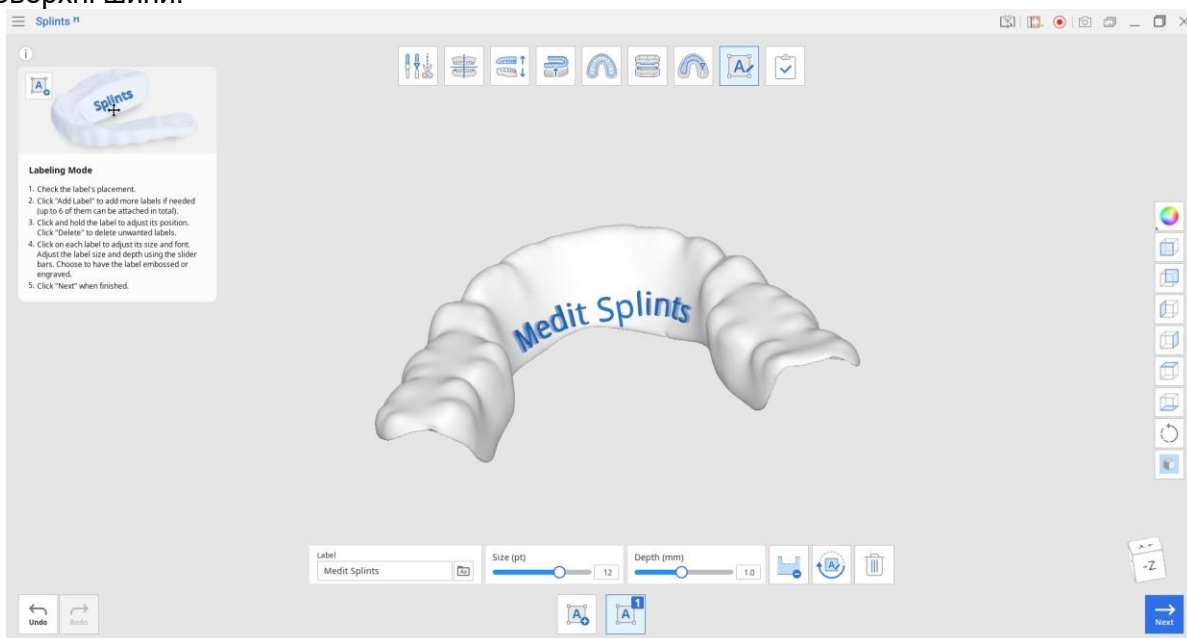 Splints
Splints
Labeling Mode
1. Check the label's placement.
2. Click "Add Label" to add more labels if needed
(up to 6 of them can be attached in total).
3. Click and hold the label to adjust its position.
Click "Delete" to delete unwanted labels.
4. Click on each label to adjust its size and font.
Adjust the label size and depth using the slider
bars. Choose to have the label embossed or
engraved.
5. Click "Next" when finished.
Medit Splints
Label
Medit Splints
Size (pt)
12
Depth (mm)
1.0
-Z
Undo
Redo
1
Next